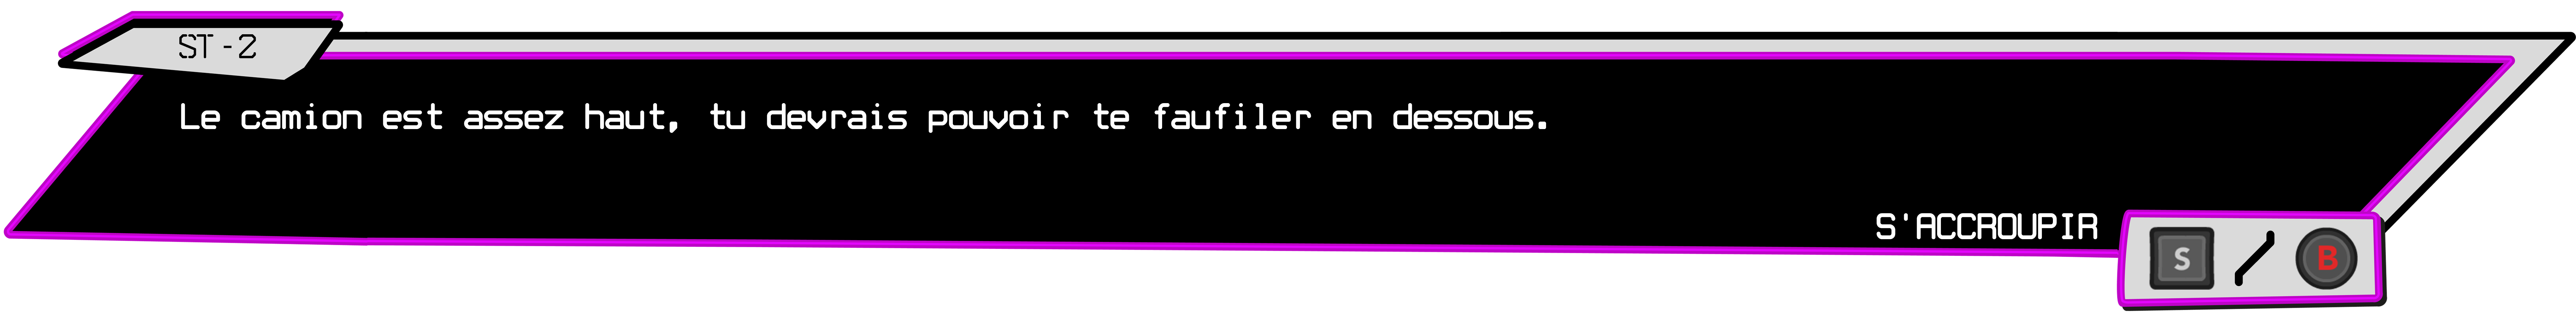 ST-2
Le camion est assez haut, tu devrais pouvoir te faufiler en dessous.
S'ACCROUPIR
S / B